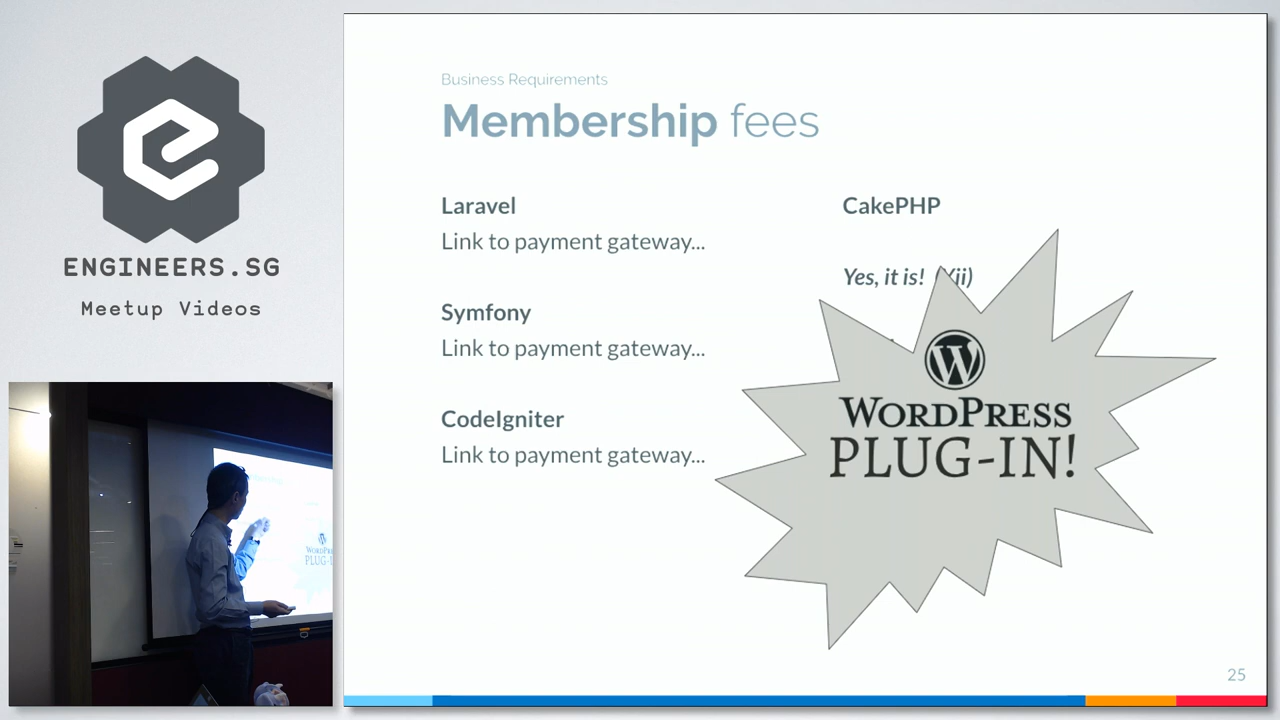 ENGINEERS.SG
Meetup Videos
Business Requirements
Membership fees
Laravel
Link to payment gateway...
Symfony
Link to payment gateway...
CodeIgniter
Link to payment gateway...
CakePHP
Yes, it is! (Yii)
WORDPRESS
PLUG-IN!
25